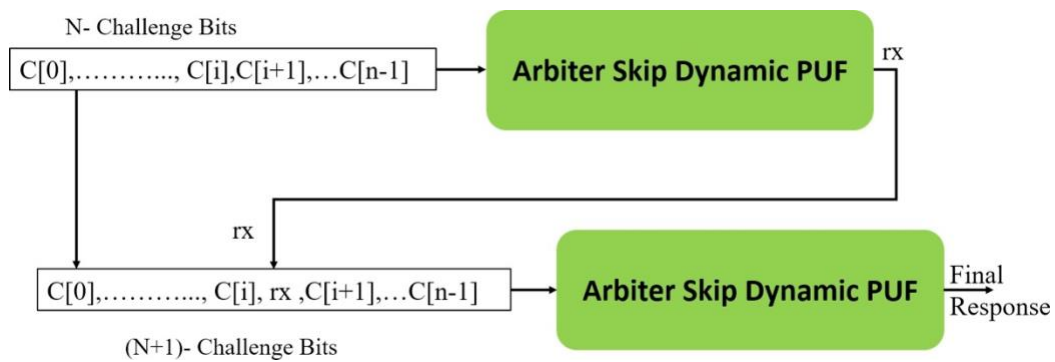 N- Challenge Bits
C[0],............, C[i],C[i+1],...C[n-1]
Arbiter Skip Dynamic PUF
rx
rx
C[0],............, C[i], rx ,C[i+1],...C[n-1]
Arbiter Skip Dynamic PUF
Final
Response
(N+1)- Challenge Bits